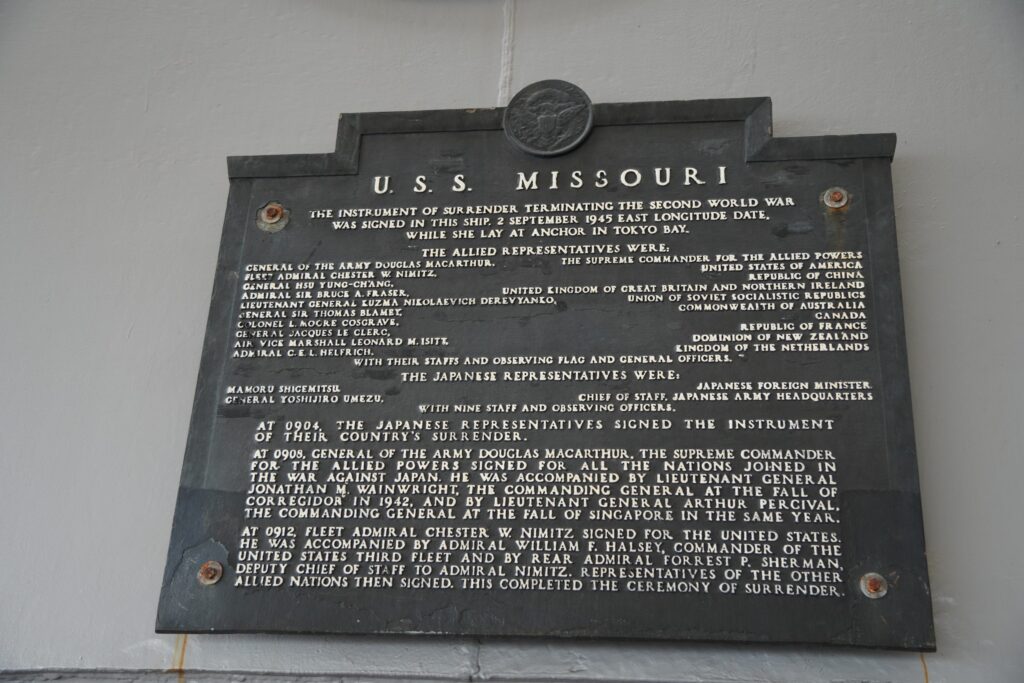 U. S. S. MISSOURI
THE INSTRUMENT OF SURRENDER TERMINATING THE SECOND WORLD WAR
WAS SIGNED IN THIS SHIP, 2 SEPTEMBER 1945 EAST LONGITUDE DATE,
WHILE SHE LAY AT ANCHOR IN TOKYO BAY.
THE ALLIED REPRESENTATIVES WERE:
GENERAL OF THE ARMY DOUGLAS MACARTHUR, THE SUPREME COMMANDER FOR THE ALLIED POWERS
FLEET ADMIRAL CHESTER W. NIMITZ, UNITED STATES OF AMERICA
GENERAL HSU YUNG-CHANG, REPUBLIC OF CHINA
ADMIRAL SIR BRUCE A. FRASER, UNITED KINGDOM OF GREAT BRITAIN AND NORTHERN IRELAND
LIEUTENANT GENERAL KUZMA NIKOLAEVICH DEREVYANKO, UNION OF SOVIET SOCIALISTIC REPUBLICS
GENERAL SIR THOMAS BLAMEY, COMMONWEALTH OF AUSTRALIA
COLONEL L. MOORE COSGRAVE, CANADA
GENERAL JACQUES LE CLERC, REPUBLIC OF FRANCE
AIR VICE MARSHALL LEONARD M. ISITT, DOMINION OF NEW ZEALAND
ADMIRAL C.E.L. HELFRICH, KINGDOM OF THE NETHERLANDS
WITH THEIR STAFFS AND OBSERVING FLAG AND GENERAL OFFICERS.
THE JAPANESE REPRESENTATIVES WERE:
MAMORU SHIGEMITSU, JAPANESE FOREIGN MINISTER
GENERAL YOSHIJIRO UMEZU, CHIEF OF STAFF, JAPANESE ARMY HEADQUARTERS
WITH NINE STAFF AND OBSERVING OFFICERS.
AT 0904, THE JAPANESE REPRESENTATIVES SIGNED THE INSTRUMENT
OF THEIR COUNTRY'S SURRENDER.
AT 0908, GENERAL OF THE ARMY DOUGLAS MACARTHUR, THE SUPREME COMMANDER
FOR THE ALLIED POWERS SIGNED FOR ALL THE NATIONS JOINED IN
THE WAR AGAINST JAPAN. HE WAS ACCOMPANIED BY LIEUTENANT GENERAL
JONATHAN M. WAINWRIGHT, THE COMMANDING GENERAL AT THE FALL OF
CORREGIDOR IN 1942, AND BY LIEUTENANT GENERAL ARTHUR PERCIVAL,
THE COMMANDING GENERAL AT THE FALL OF SINGAPORE IN THE SAME YEAR.
AT 0912, FLEET ADMIRAL CHESTER W. NIMITZ SIGNED FOR THE UNITED STATES.
HE WAS ACCOMPANIED BY ADMIRAL WILLIAM F. HALSEY, COMMANDER OF THE
UNITED STATES THIRD FLEET AND BY REAR ADMIRAL FORREST P. SHERMAN,
DEPUTY CHIEF OF STAFF TO ADMIRAL NIMITZ. REPRESENTATIVES OF THE OTHER
ALLIED NATIONS THEN SIGNED. THIS COMPLETED THE CEREMONY OF SURRENDER.